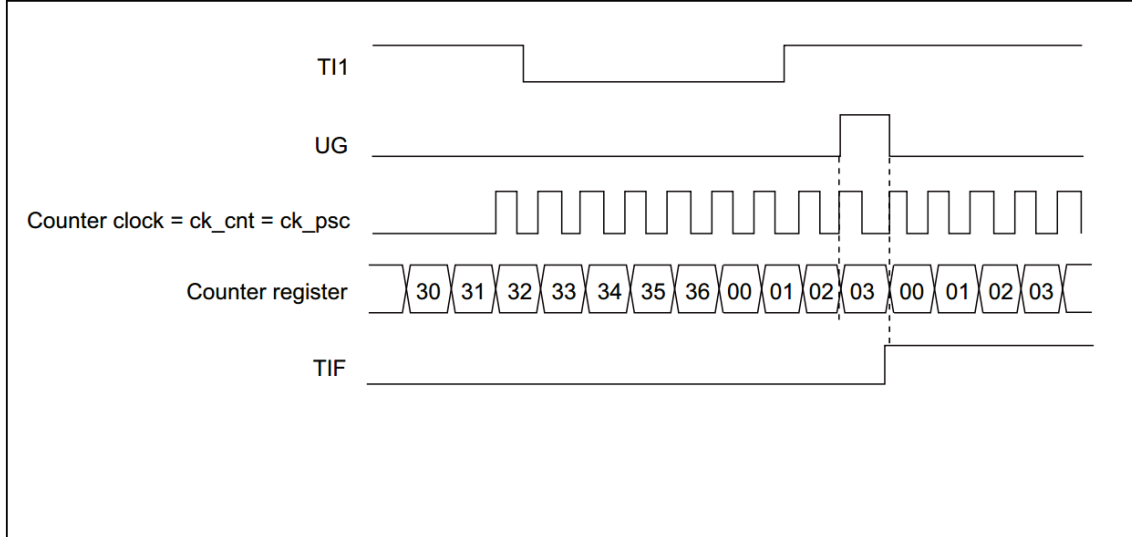 TI1
UG
Counter clock = ck_cnt = ck_psc
Counter register 30 31 32 33 34 35 36 00 01 02 03 00 01 02 03
TIF